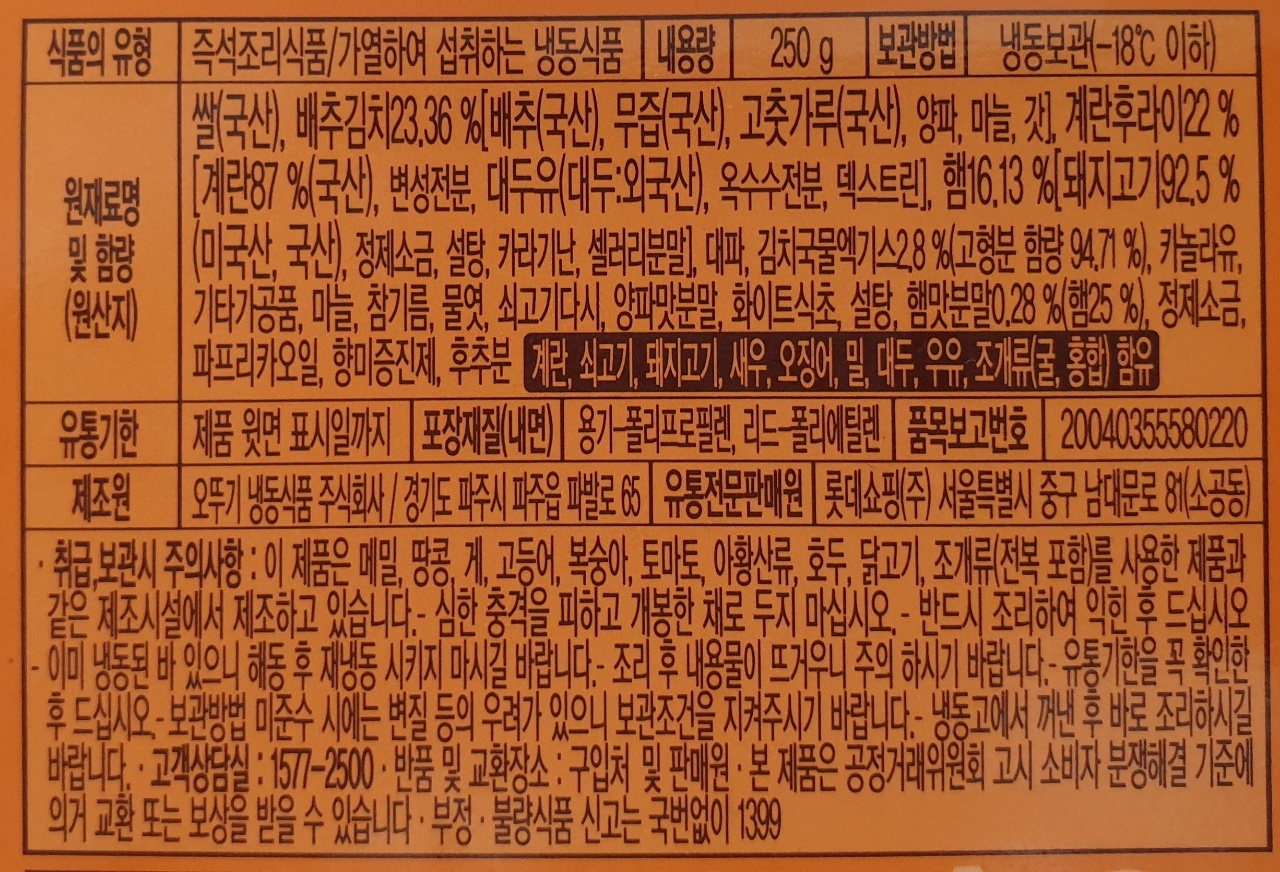 식품의 유형 즉석조리식품/가열하여 섭취하는 냉동식품 내용량 250 g 보관방법 냉동보관(-18℃ 이하)
원재료명 및 함량 (원산지)
쌀(국산), 배추김치23.36 %[배추(국산), 무즙(국산), 고춧가루(국산), 양파, 마늘, 갓], 계란후라이22 %
[계란87 %(국산), 변성전분, 대두유(대두:외국산), 옥수수전분, 덱스트린], 햄16.13 %[돼지고기92.5 %
(미국산, 국산), 정제소금, 설탕, 카라기난, 셀러리분말], 대파, 김치국물엑기스2.8 %(고형분 함량 94.71 %), 카놀라유,
기타가공품, 마늘, 참기름, 물엿, 쇠고기다시, 양파맛분말, 화이트식초, 설탕, 햄맛분말0.28 %(햄25 %), 정제소금,
파프리카오일, 향미증진제, 후추분 계란, 쇠고기, 돼지고기, 새우, 오징어, 밀, 대두, 우유, 조개류(굴, 홍합) 함유
유통기한 제품 윗면 표시일까지 포장재질(내면) 용기-폴리프로필렌, 리드-폴리에틸렌 품목보고번호 20040355580220
제조원 오뚜기 냉동식품 주식회사 / 경기도 파주시 파주읍 파발로 65 유통전문판매원 롯데쇼핑(주) 서울특별시 중구 남대문로 81(소공동)
· 취급,보관시 주의사항 : 이 제품은 메밀, 땅콩, 게, 고등어, 복숭아, 토마토, 아황산류, 호두, 닭고기, 조개류(전복 포함)를 사용한 제품과
같은 제조시설에서 제조하고 있습니다.- 심한 충격을 피하고 개봉한 채로 두지 마십시오. - 반드시 조리하여 익힌 후 드십시오
- 이미 냉동된 바 있으니 해동 후 재냉동 시키지 마시길 바랍니다.- 조리 후 내용물이 뜨거우니 주의 하시기 바랍니다.- 유통기한을 꼭 확인한
후 드십시오.- 보관방법 미준수 시에는 변질 등의 우려가 있으니 보관조건을 지켜주시기 바랍니다.- 냉동고에서 꺼낸 후 바로 조리하시길
바랍니다. · 고객상담실 : 1577-2500 · 반품 및 교환장소 : 구입처 및 판매원 · 본 제품은 공정거래위원회 고시 소비자 분쟁해결 기준에
의거 교환 또는 보상을 받을 수 있습니다 · 부정 · 불량식품 신고는 국번없이 1399